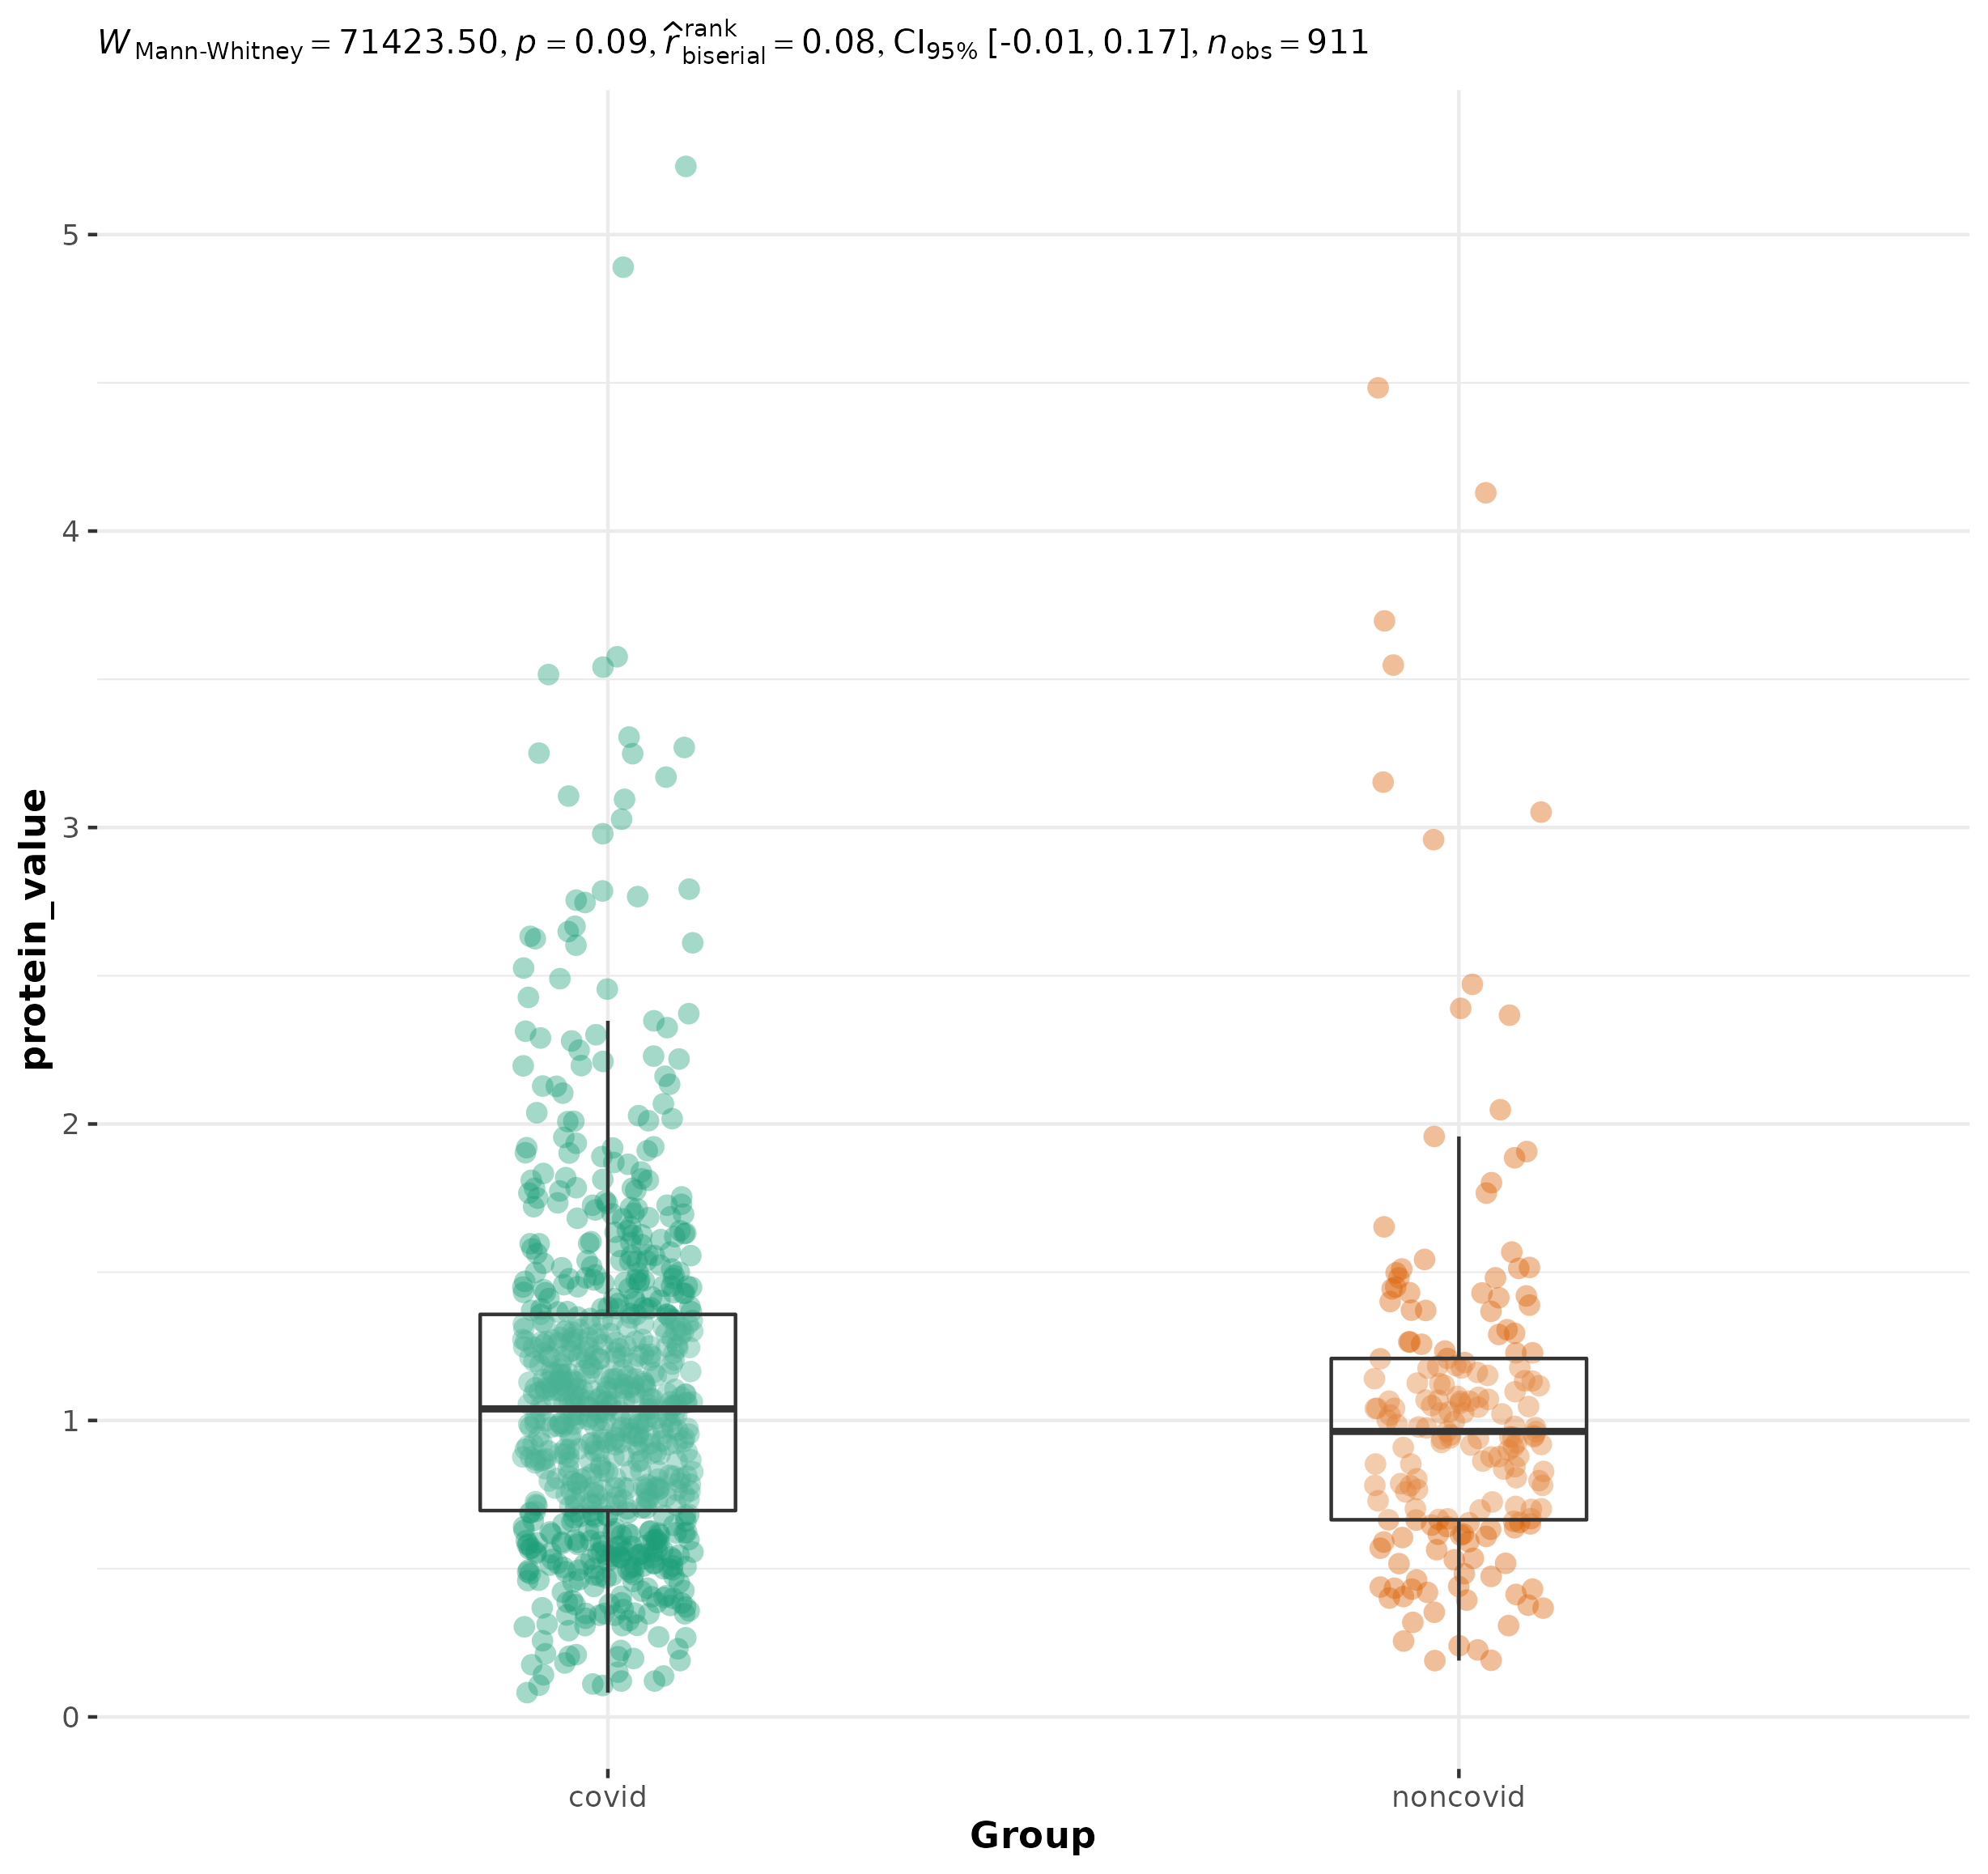 W Mann-Whitney = 71423.50, p = 0.09, r̂ rank biserial = 0.08, CI95% [-0.01, 0.17], nobs = 911
protein_value
5
4
3
2
1
0
covid noncovid
Group